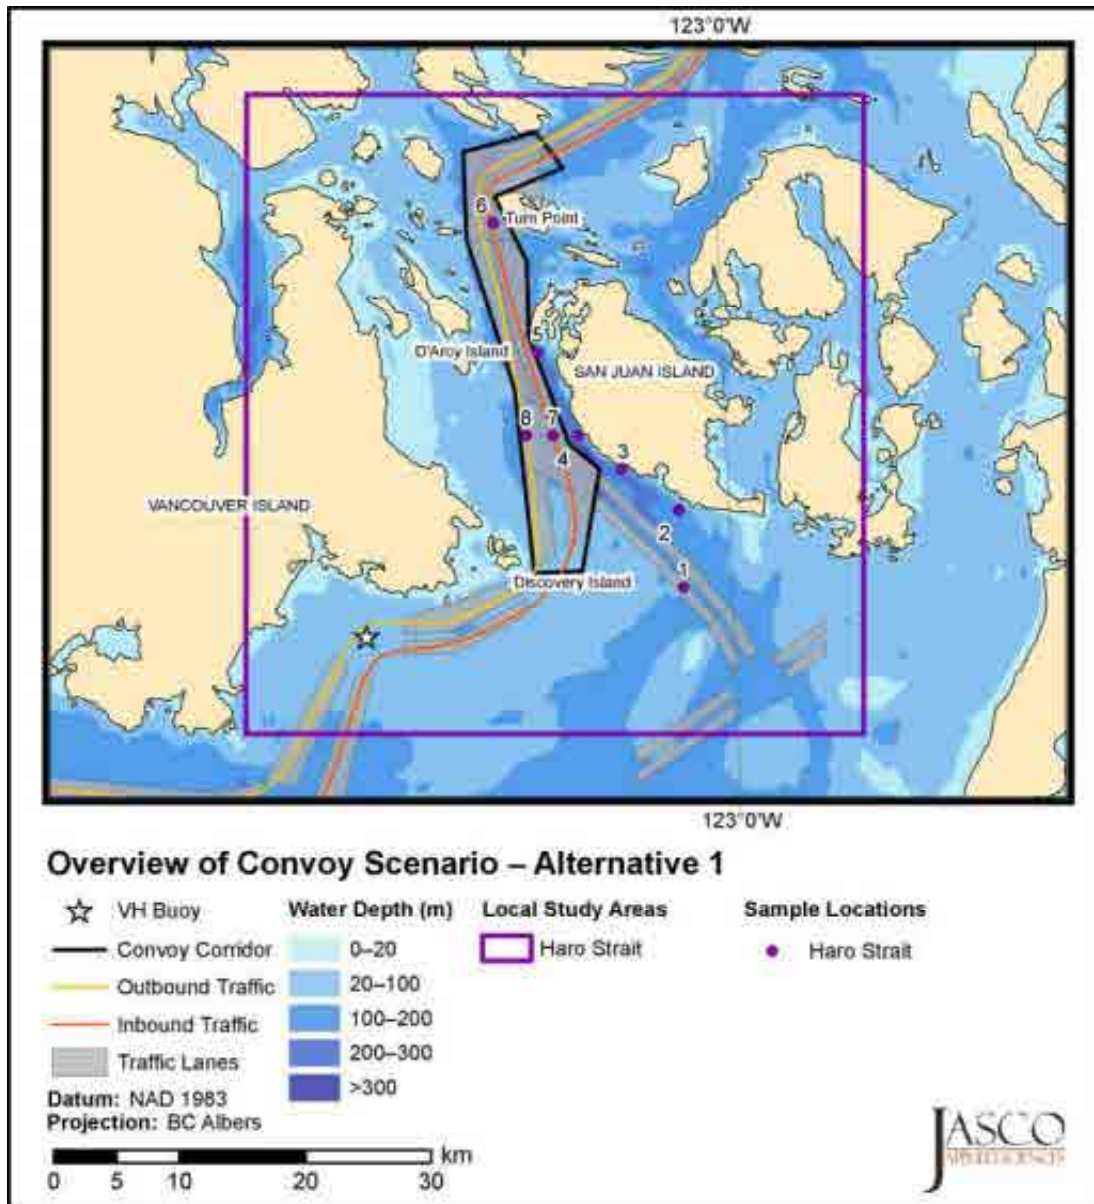 123°0'W
6
Turn Point
5
D'Arcy Island
SAN JUAN ISLAND
8
7
4
3
VANCOUVER ISLAND
2
Discovery Island
1
123°0'W
Overview of Convoy Scenario – Alternative 1
VH Buoy
Convoy Corridor
Outbound Traffic
Inbound Traffic
Traffic Lanes
Water Depth (m)
0–20
20–100
100–200
200–300
>300
Local Study Areas
Haro Strait
Sample Locations
Haro Strait
Datum: NAD 1983
Projection: BC Albers
km
0 5 10 20 30
JASCO
APPLIED SCIENCES